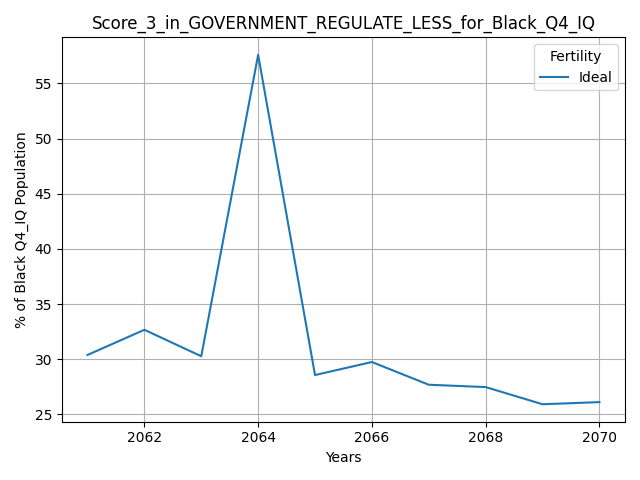 Score_3_in_GOVERNMENT_REGULATE_LESS_for_Black_Q4_IQ
Fertility
Ideal
% of Black Q4_IQ Population
55
50
45
40
35
30
25
2062
2064
2066
2068
2070
Years